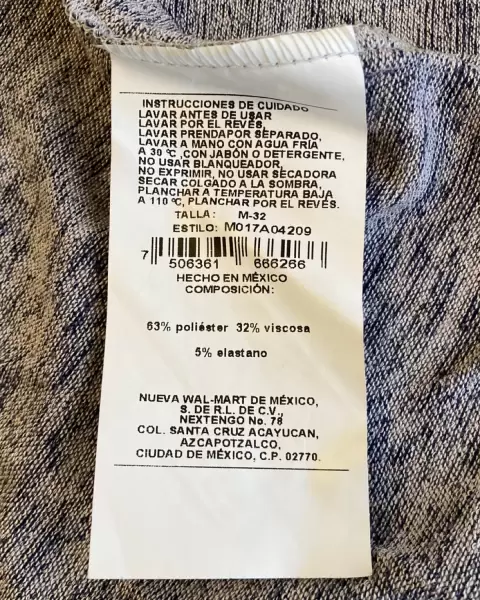 INSTRUCCIONES DE CUIDADO
LAVAR ANTES DE USAR
LAVAR POR EL REVÉS,
LAVAR PRENDAPOR SEPARADO,
LAVAR A MANO CON AGUA FRÍA
A 30 ºC ,CON JABÓN O DETERGENTE,
NO USAR BLANQUEADOR,
NO EXPRIMIR, NO USAR SECADORA
SECAR COLGADO A LA SOMBRA,
PLANCHAR A TEMPERATURA BAJA
A 110 ºC, PLANCHAR POR EL REVÉS.
TALLA: M-32
ESTILO: M017A04209
7 506361 666266
HECHO EN MÉXICO
COMPOSICIÓN:
63% poliéster 32% viscosa
5% elastano
NUEVA WAL-MART DE MÉXICO,
S. DE R.L. DE C.V.,
NEXTENGO No. 78
COL. SANTA CRUZ ACAYUCAN,
AZCAPOTZALCO,
CIUDAD DE MÉXICO, C.P. 02770.